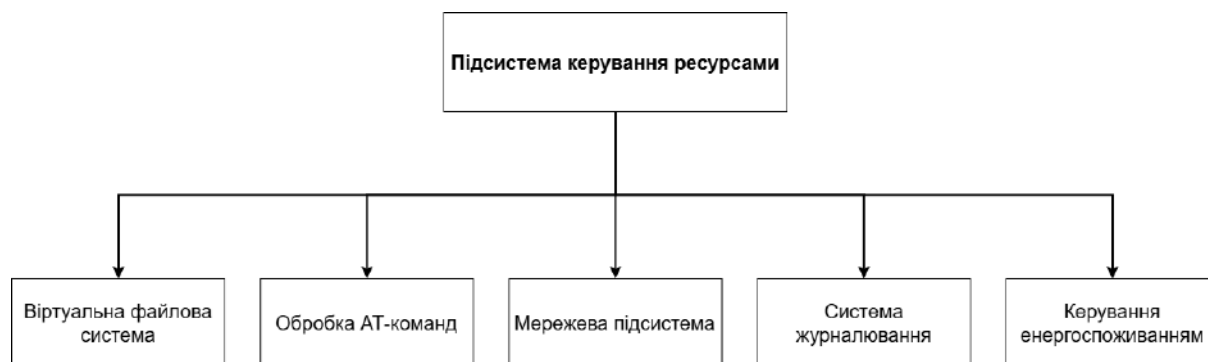 Підсистема керування ресурсами
Віртуальна файлова
система
Обробка АТ-команд
Мережева підсистема
Система
журналювання
Керування
енергоспоживанням